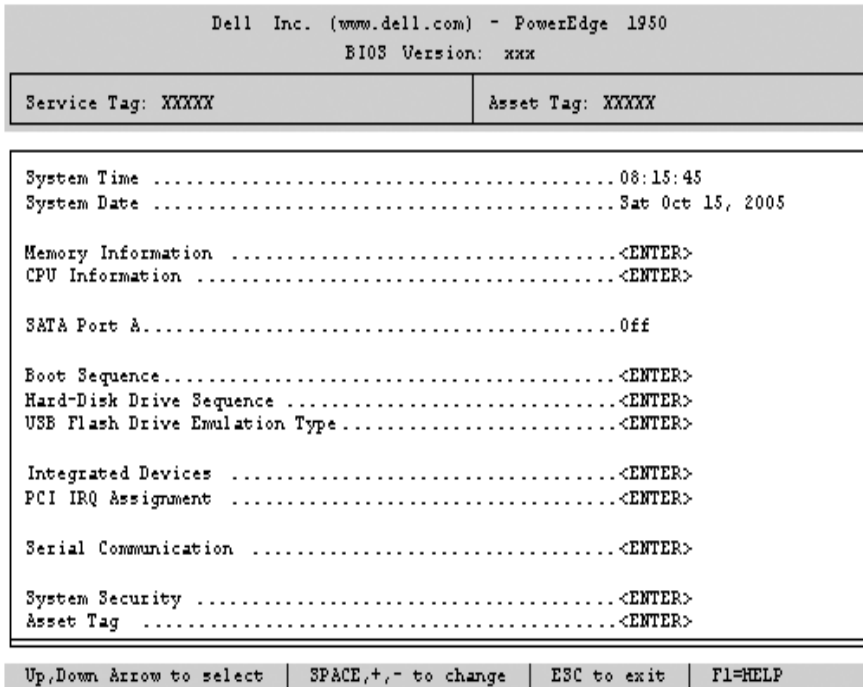 Dell Inc. (www.dell.com) - PowerEdge 1950
BIOS Version: xxx
Service Tag: XXXXX Asset Tag: XXXXX
System Time ............................................08:15:45
System Date ............................................Sat Oct 15, 2005
Memory Information .....................................<ENTER>
CPU Information ........................................<ENTER>
SATA Port A.............................................Off
Boot Sequence...........................................<ENTER>
Hard-Disk Drive Sequence ...............................<ENTER>
USB Flash Drive Emulation Type..........................<ENTER>
Integrated Devices .....................................<ENTER>
PCI IRQ Assignment .....................................<ENTER>
Serial Communication ...................................<ENTER>
System Security ........................................<ENTER>
Asset Tag ..............................................<ENTER>
Up,Down Arrow to select SPACE,+,- to change ESC to exit F1=HELP